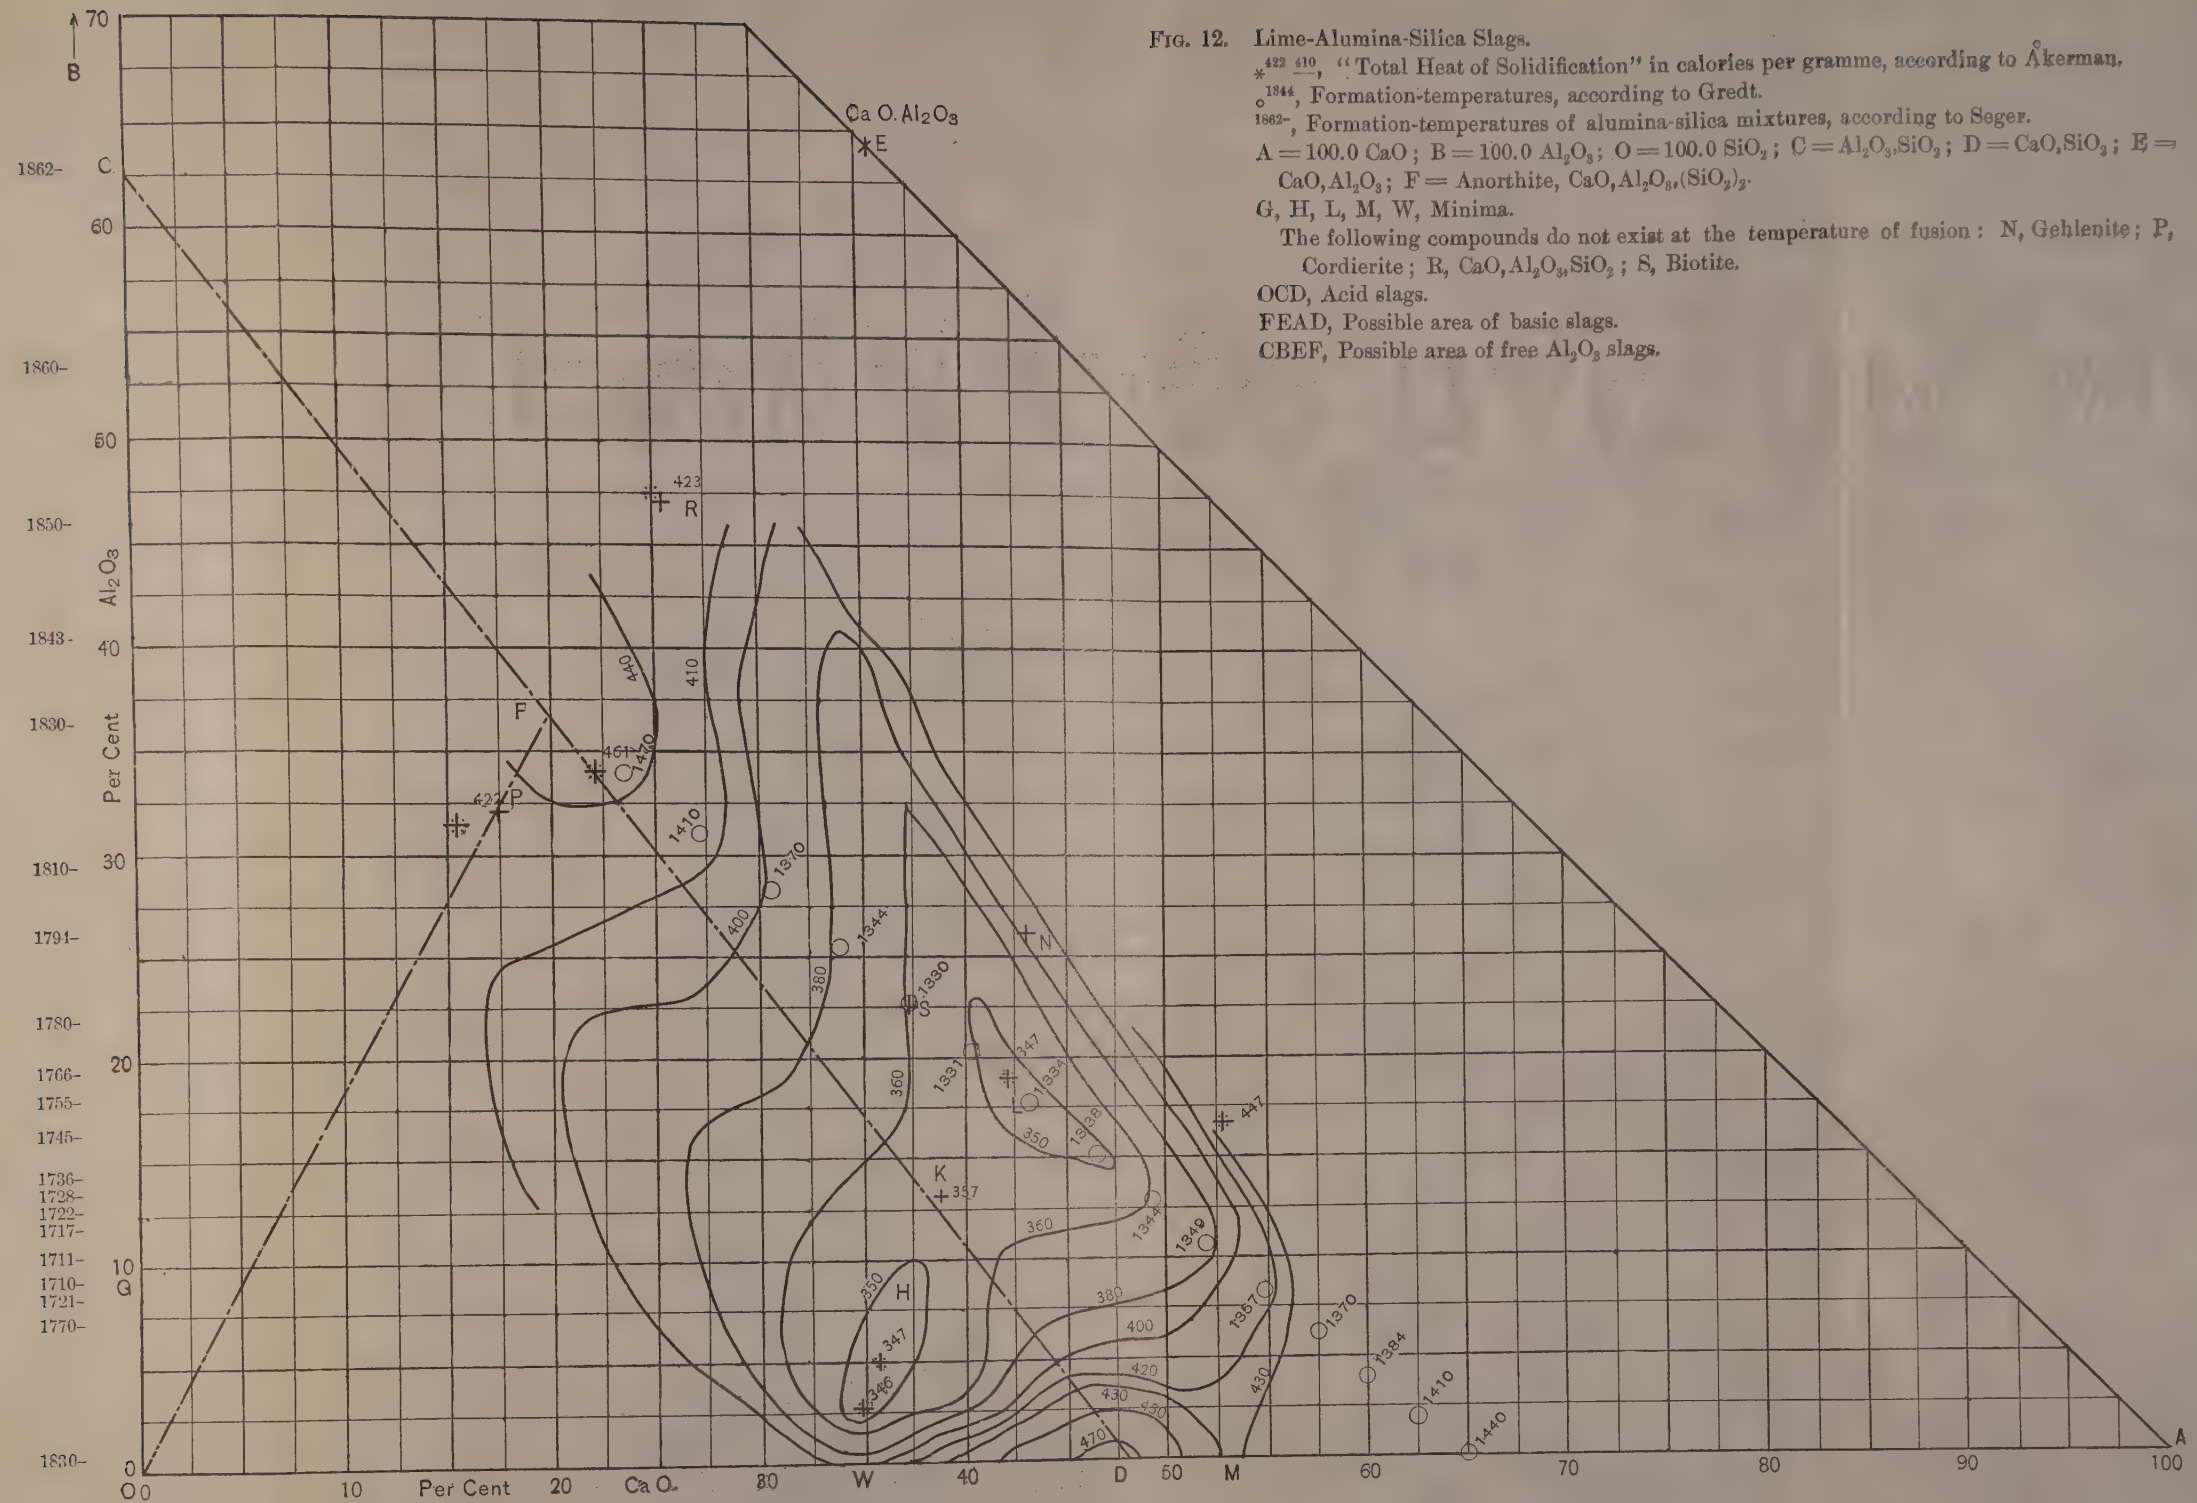 FIG. 12. Lime-Alumina-Silica Slags.
*422 410, “Total Heat of Solidification” in calories per gramme, according to Åkerman.
o1844, Formation-temperatures, according to Gredt.
1862-, Formation-temperatures of alumina-silica mixtures, according to Seger.
A = 100.0 CaO; B = 100.0 Al₂O₃; O = 100.0 SiO₂; C = Al₂O₃,SiO₂; D = CaO,SiO₂; E =
CaO,Al₂O₃; F = Anorthite, CaO,Al₂O₃,(SiO₂)₂.
G, H, L, M, W, Minima.
The following compounds do not exist at the temperature of fusion: N, Gehlenite; P,
Cordierite; R, CaO,Al₂O₃,SiO₂; S, Biotite.
OCD, Acid slags.
FEAD, Possible area of basic slags.
CBEF, Possible area of free Al₂O₃ slags.
70
B
CaO.Al₂O₃
E
1862-
C
60
1860-
50
423
R
1850-
Al₂O₃
1843-
40
440
410
1830-
F
Per Cent
461
1470
422
P
1410
1810-
30
1370
400
1344
1794-
N
380
1330
S
1780-
347
20
1331
1334
1766-
360
L
1755-
447
1338
1745-
350
1736-
K
357
1728-
1722-
360
1344
1717-
1349
1711-
10
1710-
G
350
H
380
1357
1721-
1370
1770-
400
347
1384
420
346
430
430
450
1410
470
1440
1830-
0
A
O
0
10
Per Cent
20
CaO.
30
W
40
D
50
M
60
70
80
90
100